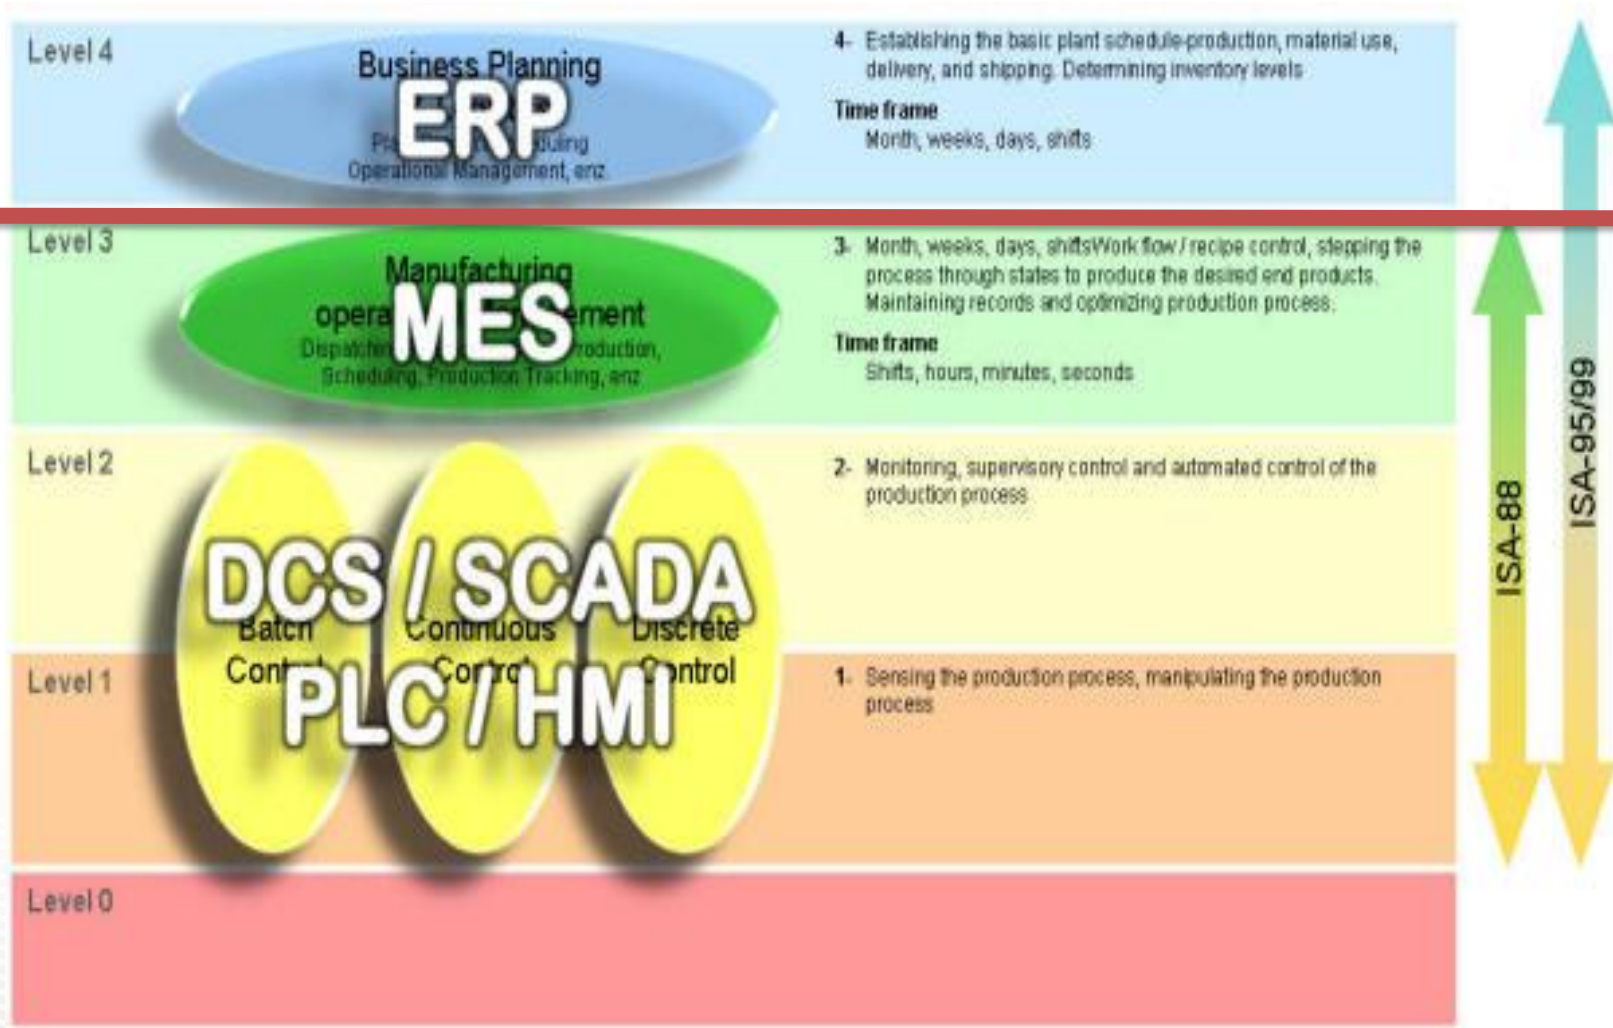 Level 4
Business Planning
ERP
Operational Management, enz.
4- Establishing the basic plant schedule-production, material use,
delivery, and shipping. Determining inventory levels
Time frame
Month, weeks, days, shifts
Level 3
Manufacturing
MES
Scheduling, Production Tracking, enz
3- Month, weeks, days, shiftsWork flow / recipe control, stepping the
process through states to produce the desired end products.
Maintaining records and optimizing production process.
Time frame
Shifts, hours, minutes, seconds
Level 2
DCS / SCADA
Batch
Continuous
Discrete
Control
Control
Control
PLC / HMI
2- Monitoring, supervisory control and automated control of the
production process
Level 1
1- Sensing the production process, manipulating the production
process
Level 0
ISA-88
ISA-95/99